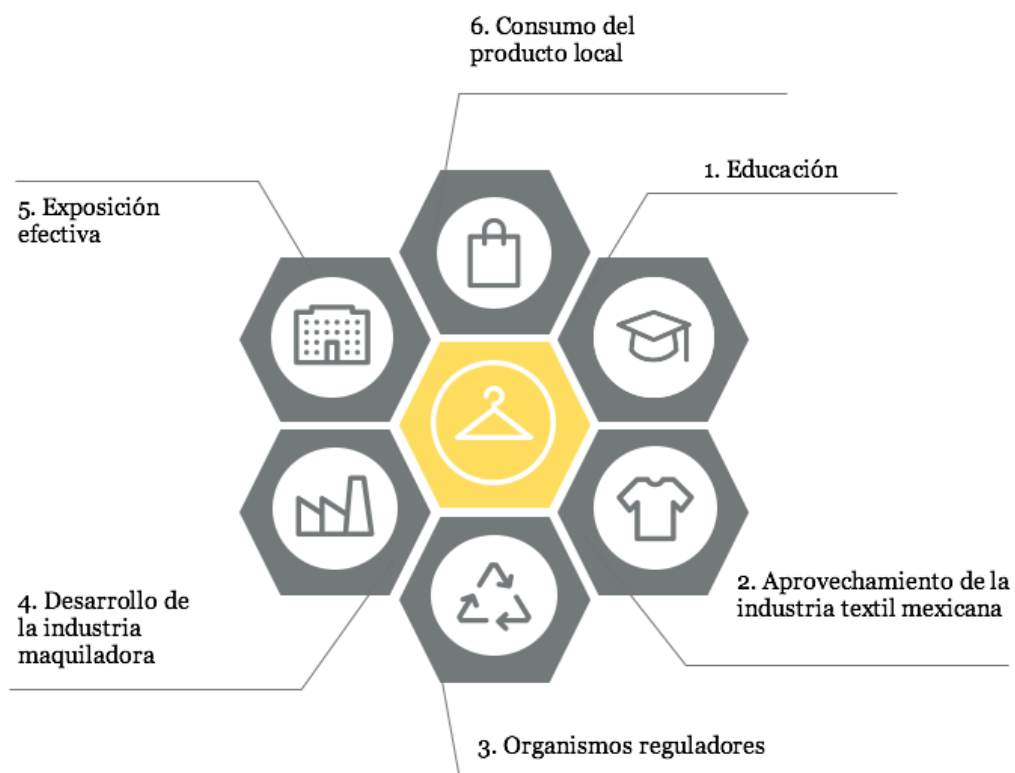 6. Consumo del
producto local
1. Educación
5. Exposición
efectiva
2. Aprovechamiento de la
industria textil mexicana
4. Desarrollo de
la industria
maquiladora
3. Organismos reguladores